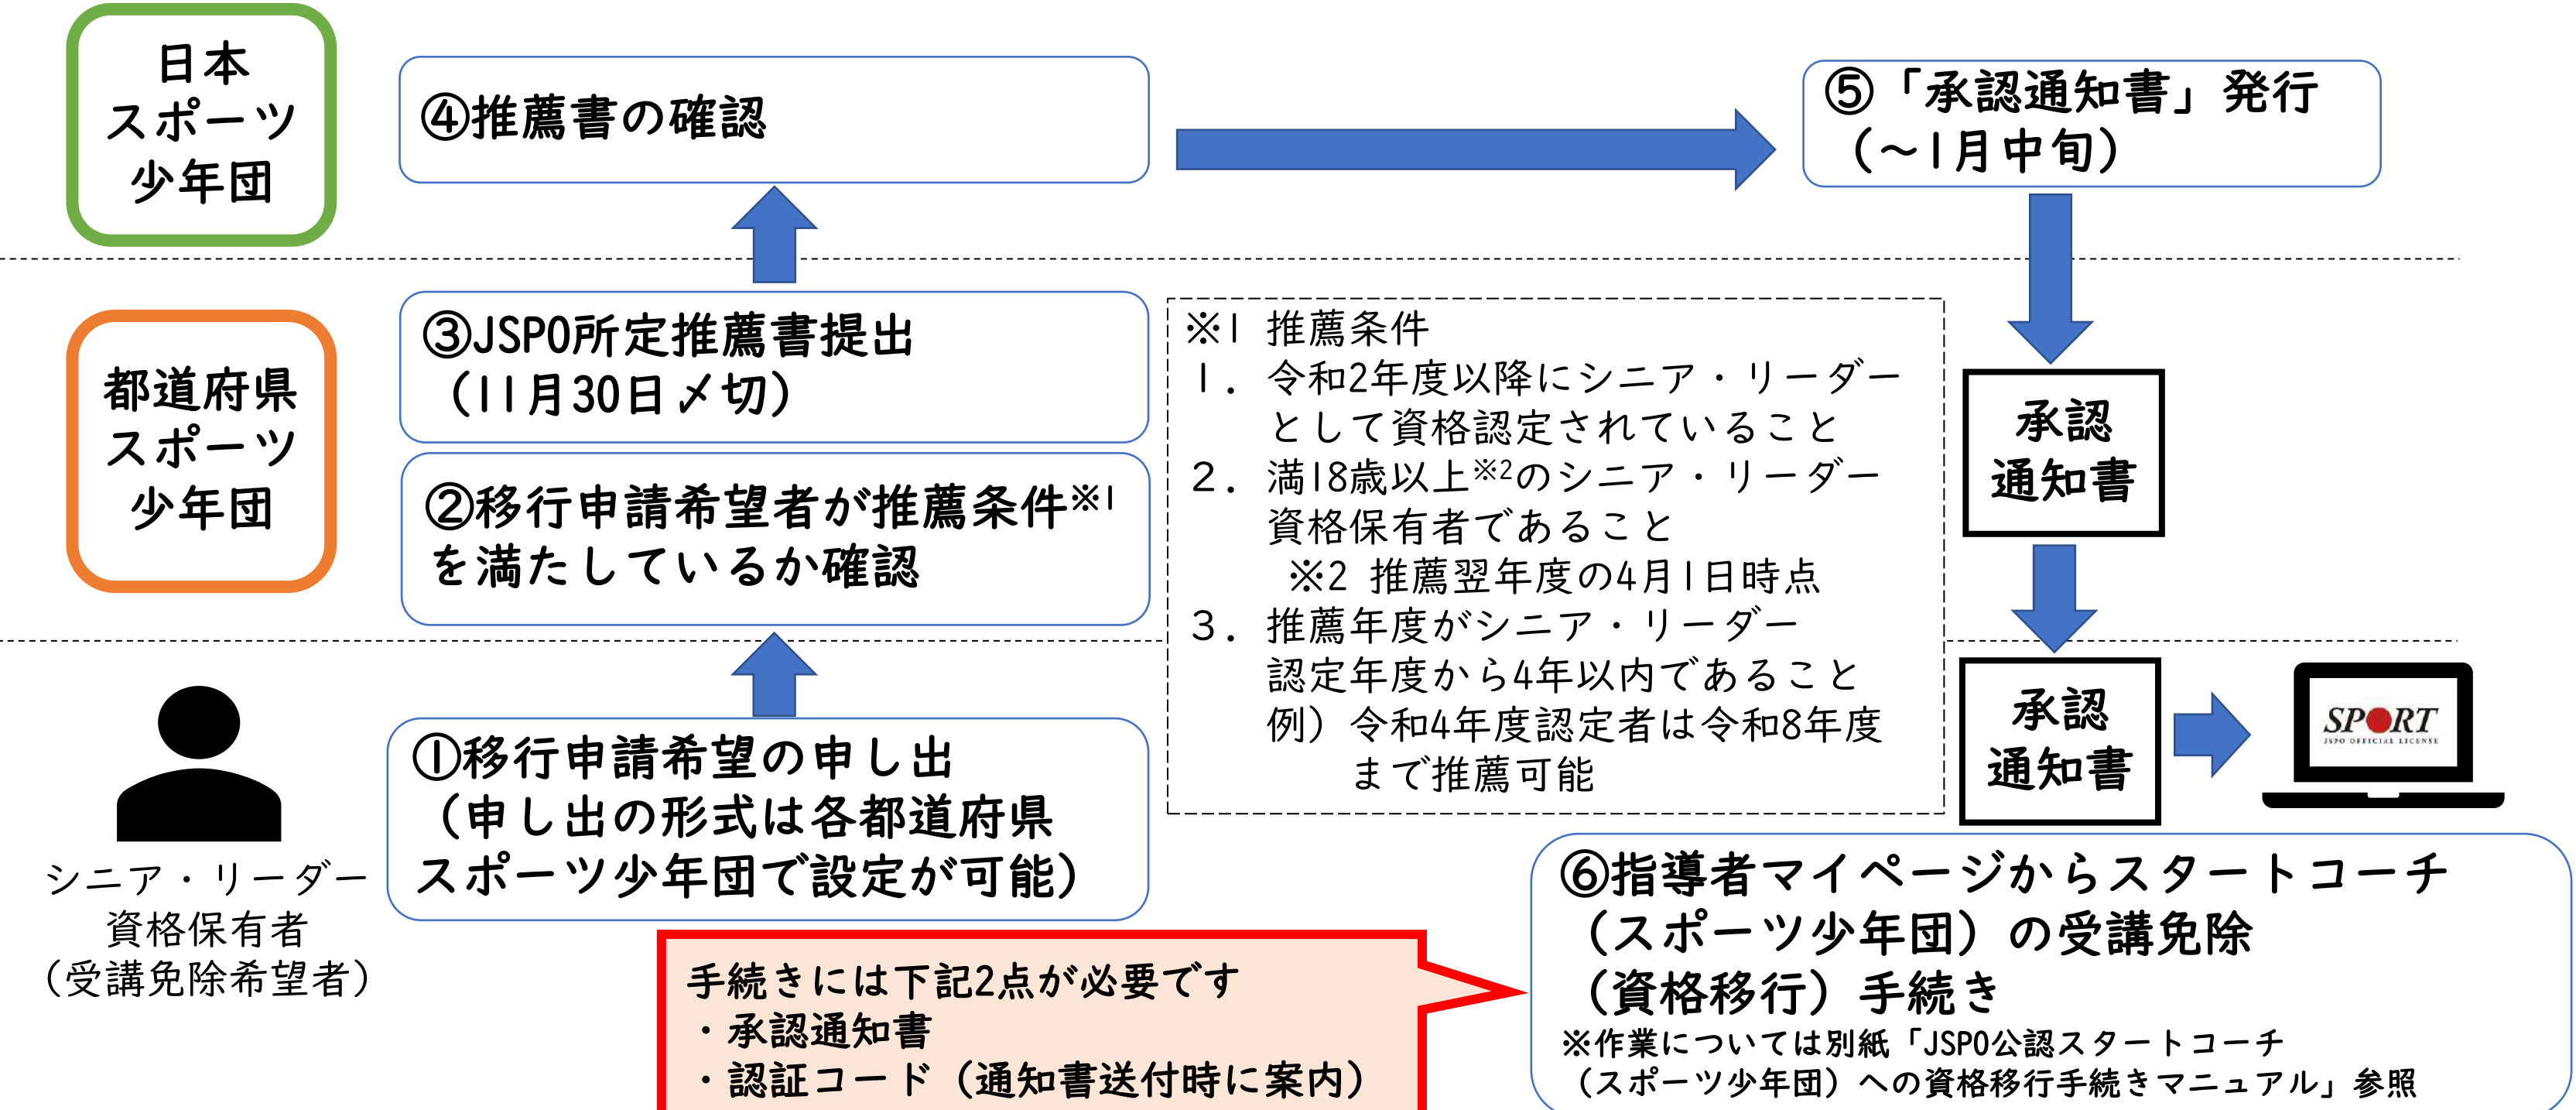 日本
スポーツ
少年団
④推薦書の確認
⑤「承認通知書」発行
（～1月中旬）
都道府県
スポーツ
少年団
③JSPO所定推薦書提出
（11月30日〆切）
②移行申請希望者が推薦条件※1
を満たしているか確認
※1 推薦条件
1. 令和2年度以降にシニア・リーダー
として資格認定されていること
2. 満18歳以上※2のシニア・リーダー
資格保有者であること
※2 推薦翌年度の4月1日時点
3. 推薦年度がシニア・リーダー
認定年度から4年以内であること
例）令和4年度認定者は令和8年度
まで推薦可能
承認
通知書
シニア・リーダー
資格保有者
（受講免除希望者）
①移行申請希望の申し出
（申し出の形式は各都道府県
スポーツ少年団で設定が可能）
承認
通知書
SPORT
JSPO OFFICIAL LICENSE
手続きには下記2点が必要です
・承認通知書
・認証コード（通知書送付時に案内）
⑥指導者マイページからスタートコーチ
（スポーツ少年団）の受講免除
（資格移行）手続き
※作業については別紙「JSPO公認スタートコーチ
（スポーツ少年団）への資格移行手続きマニュアル」参照